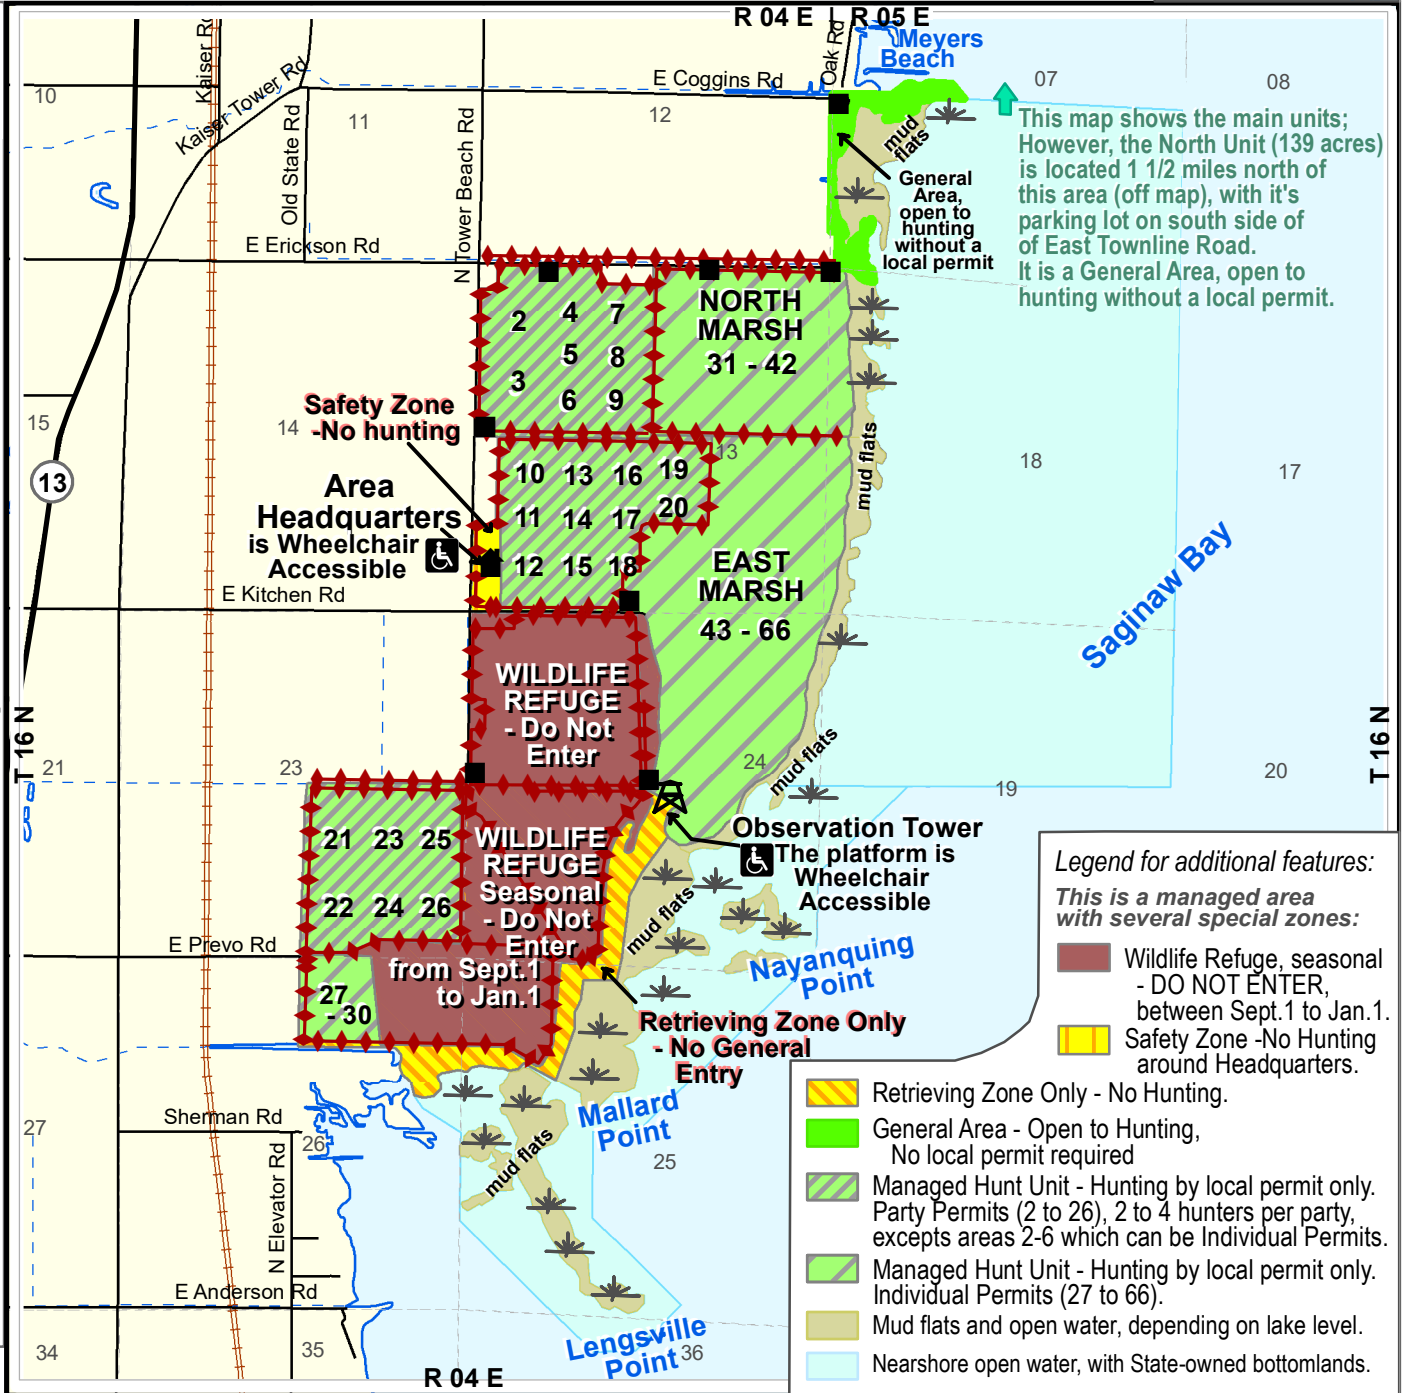 R 04 E
R 05 E
Meyers
Beach
Oak Rd
E Coggins Rd
Kaiser Rd
Kaiser Tower Rd
Old State Rd
N Tower Beach Rd
10
11
12
07
08
This map shows the main units;
However, the North Unit (139 acres)
is located 1 1/2 miles north of
this area (off map), with it's
parking lot on south side of
of East Townline Road.
It is a General Area, open to
hunting without a local permit.
mud
flats
General
Area,
open to
hunting
without a
local permit
E Erickson Rd
2
4
7
5
8
3
6
9
NORTH
MARSH
31 - 42
15
14
13
18
17
Safety Zone
-No hunting
13
Area
Headquarters
is Wheelchair
Accessible
10
13
16
19
20
11
14
17
12
15
18
mud flats
EAST
MARSH
43 - 66
E Kitchen Rd
Saginaw Bay
WILDLIFE
REFUGE
- Do Not
Enter
T 16 N
T 16 N
21
23
24
19
20
mud flats
21
23
25
22
24
26
WILDLIFE
REFUGE
Seasonal
- Do Not
Enter
from Sept.1
to Jan.1
Observation Tower
The platform is
Wheelchair
Accessible
mud flats
E Prevo Rd
27
- 30
Nayanquing
Point
Retrieving Zone Only
- No General
Entry
Mallard
Point
Sherman Rd
27
26
25
mud flats
N Elevator Rd
E Anderson Rd
Lengsville
Point
34
35
36
R 04 E
Legend for additional features:
This is a managed area
with several special zones:
Wildlife Refuge, seasonal
- DO NOT ENTER,
between Sept.1 to Jan.1.
Safety Zone -No Hunting
around Headquarters.
Retrieving Zone Only - No Hunting.
General Area - Open to Hunting,
No local permit required
Managed Hunt Unit - Hunting by local permit only.
Party Permits (2 to 26), 2 to 4 hunters per party,
excepts areas 2-6 which can be Individual Permits.
Managed Hunt Unit - Hunting by local permit only.
Individual Permits (27 to 66).
Mud flats and open water, depending on lake level.
Nearshore open water, with State-owned bottomlands.